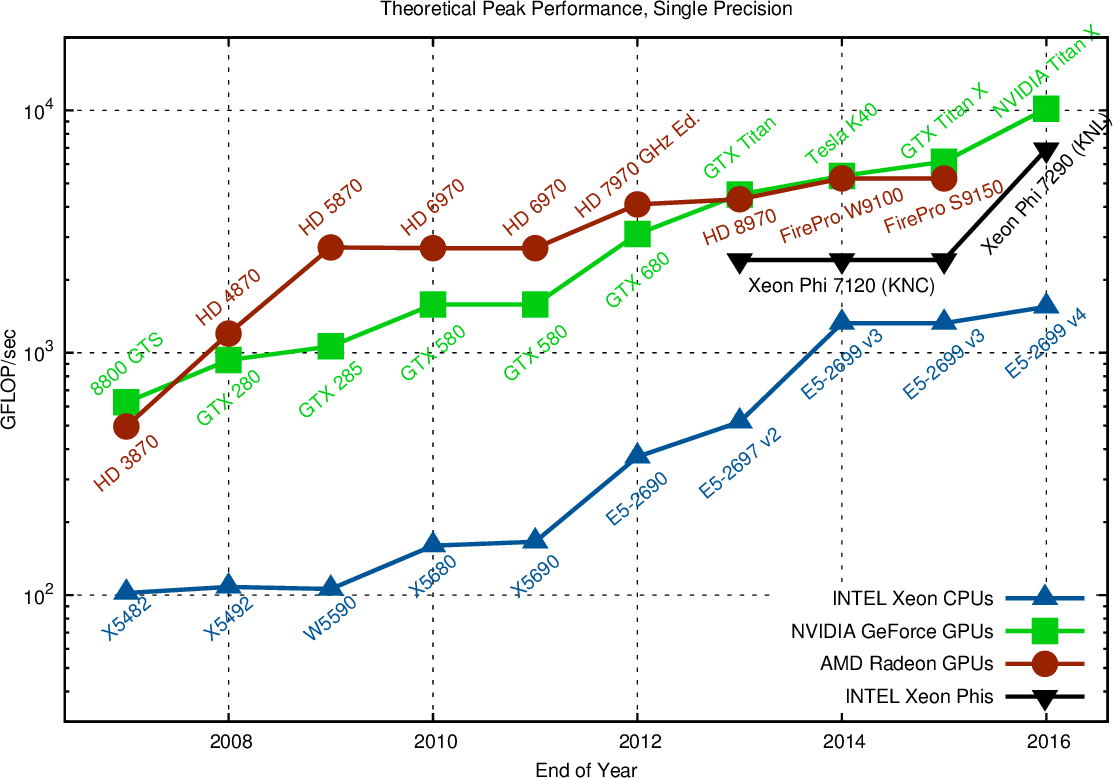 Theoretical Peak Performance, Single Precision
GFLOP/sec
10^4
10^3
10^2
2008
2010
2012
2014
2016
End of Year
HD 3870
HD 4870
HD 5870
HD 6970
HD 6970
HD 7970 GHz Ed.
HD 8970
FirePro W9100
FirePro S9150
8800 GTS
GTX 280
GTX 285
GTX 580
GTX 580
GTX 680
GTX Titan
Tesla K40
GTX Titan X
NVIDIA Titan X
Xeon Phi 7120 (KNC)
Xeon Phi 7290 (KNL)
X5482
X5492
W5590
X5680
X5690
E5-2690
E5-2697 v2
E5-2699 v3
E5-2699 v3
E5-2699 v4
INTEL Xeon CPUs
NVIDIA GeForce GPUs
AMD Radeon GPUs
INTEL Xeon Phis